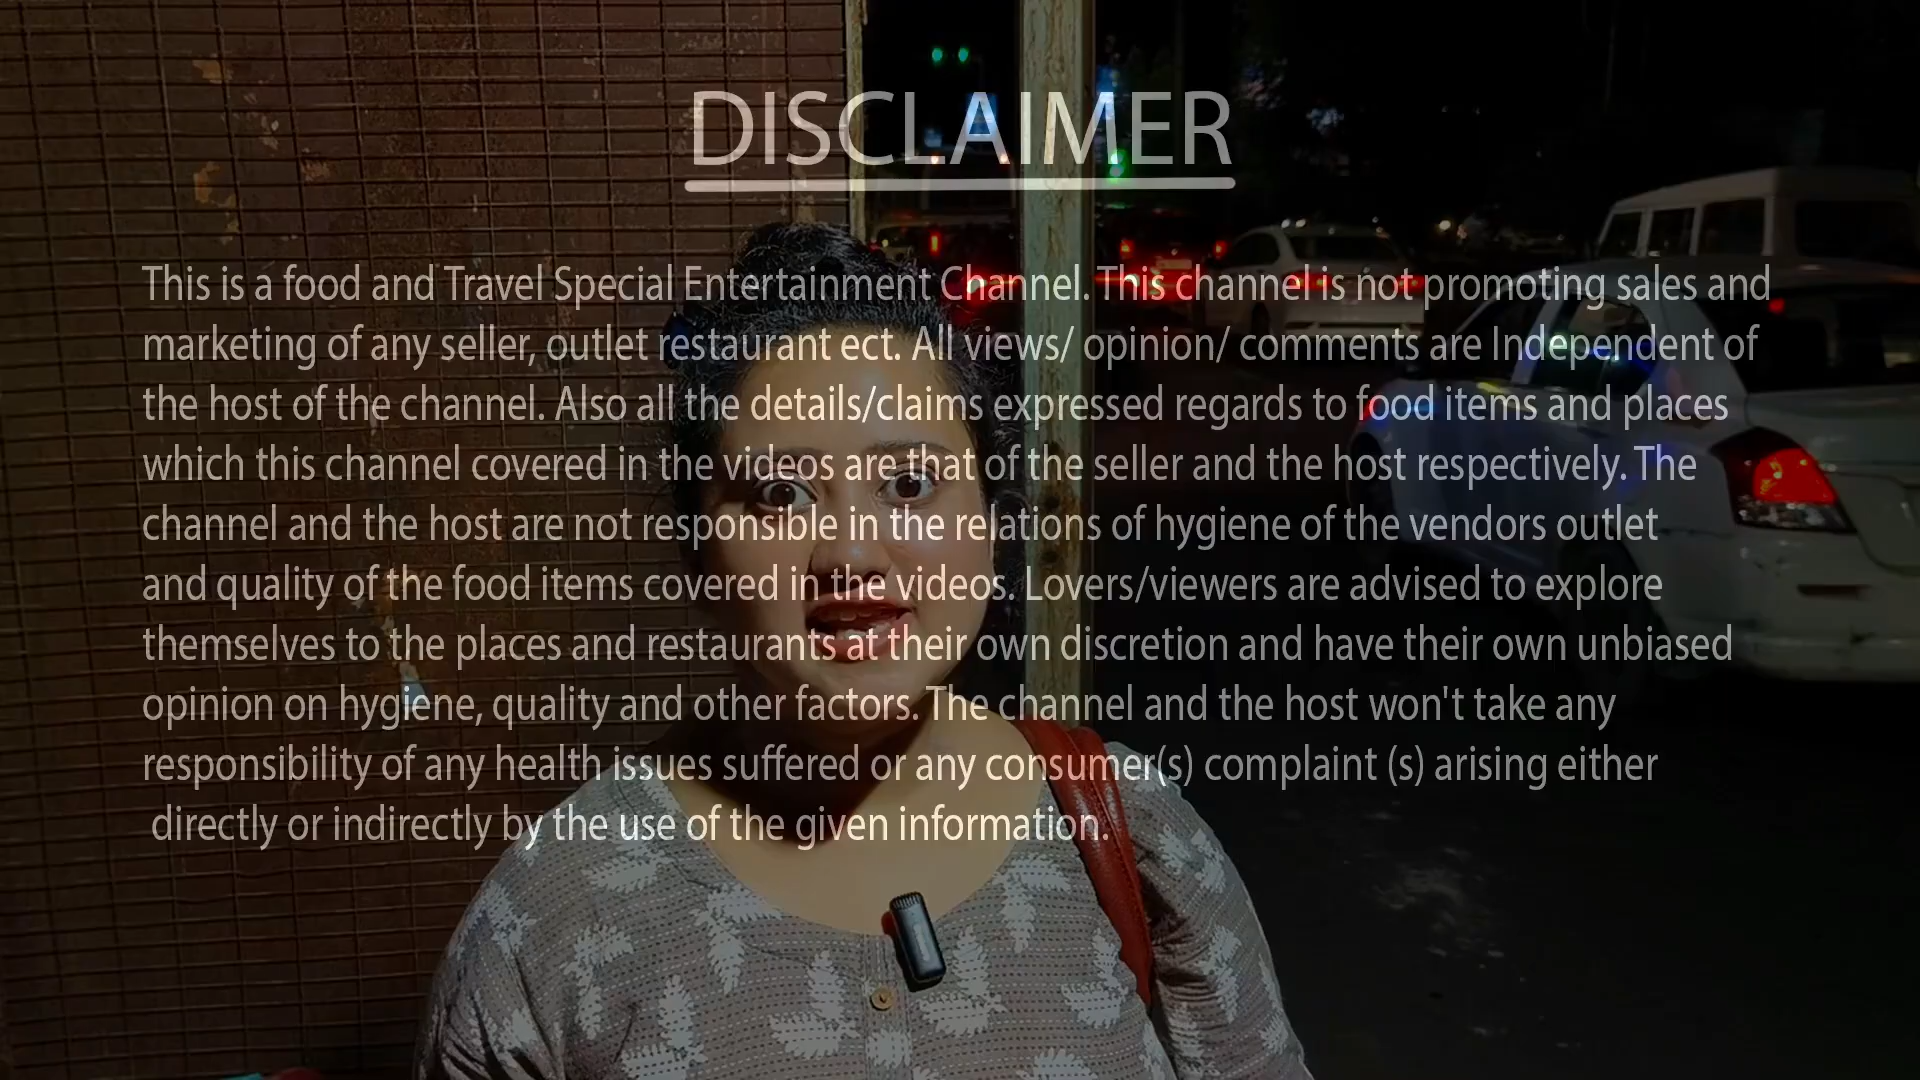 DISCLAIMER
This is a food and Travel Special Entertainment Channel. This channel is not promoting sales and
marketing of any seller, outlet restaurant ect. All views/ opinion/ comments are Independent of
the host of the channel. Also all the details/claims expressed regards to food items and places
which this channel covered in the videos are that of the seller and the host respectively. The
channel and the host are not responsible in the relations of hygiene of the vendors outlet
and quality of the food items covered in the videos. Lovers/viewers are advised to explore
themselves to the places and restaurants at their own discretion and have their own unbiased
opinion on hygiene, quality and other factors. The channel and the host won't take any
responsibility of any health issues suffered or any consumer(s) complaint (s) arising either
directly or indirectly by the use of the given information.